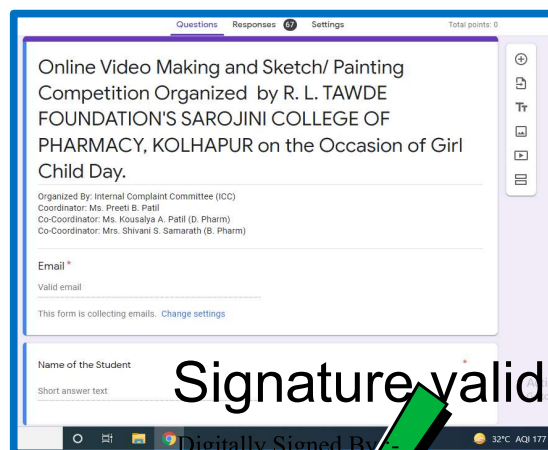 Questions Responses 67 Settings Total points: 0
Online Video Making and Sketch/ Painting
Competition Organized by R. L. TAWDE
FOUNDATION'S SAROJINI COLLEGE OF
PHARMACY, KOLHAPUR on the Occasion of Girl
Child Day.
Organized By: Internal Complaint Committee (ICC)
Coordinator: Ms. Preeti B. Patil
Co-Coordinator: Ms. Kousalya A. Patil (D. Pharm)
Co-Coordinator: Mrs. Shivani S. Samarath (B. Pharm)
Email *
Valid email
This form is collecting emails. Change settings
Name of the Student *
Short answer text
Signature valid
Digitally Signed By:-
32°C AQI 177